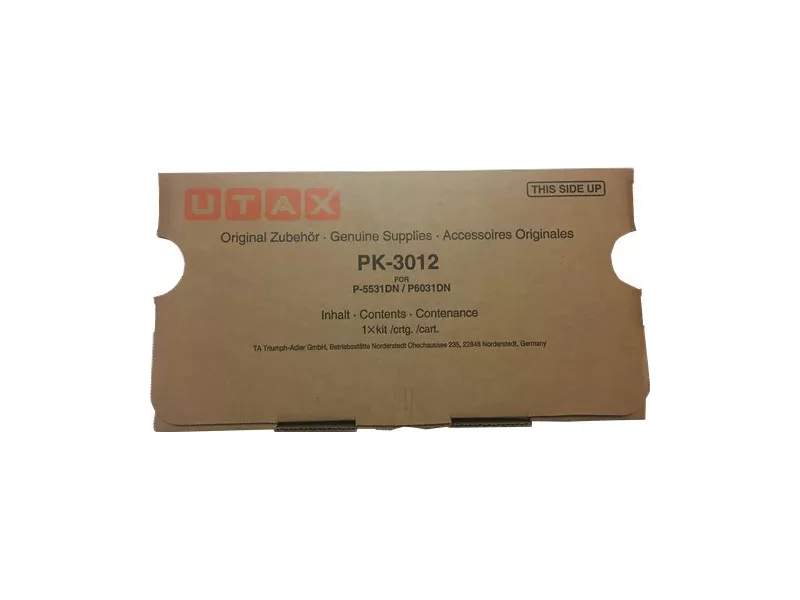 UTAX
THIS SIDE UP
Original Zubehör · Genuine Supplies · Accessoires Originales
PK-3012
FOR
P-5531DN / P6031DN
Inhalt · Contents · Contenance
1×kit /crtg. /cart.
TA Triumph-Adler GmbH, Betriebsstätte Norderstedt Ohechaussee 235, 22848 Norderstedt, Germany